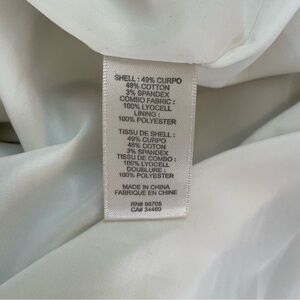 SHELL : 49% CURPO
48% COTTON
3% SPANDEX
COMBO FABRIC :
100% LYOCELL
LINING :
100% POLYESTER
TISSU DE SHELL :
49% CURPO
48% COTTON
3% SPANDEX
TISSU DE COMBO :
100% LYOCELL
DOUBLURE :
100% POLYESTER
MADE IN CHINA
FABRIQUE EN CHINE
RN# 96705
CA# 34460